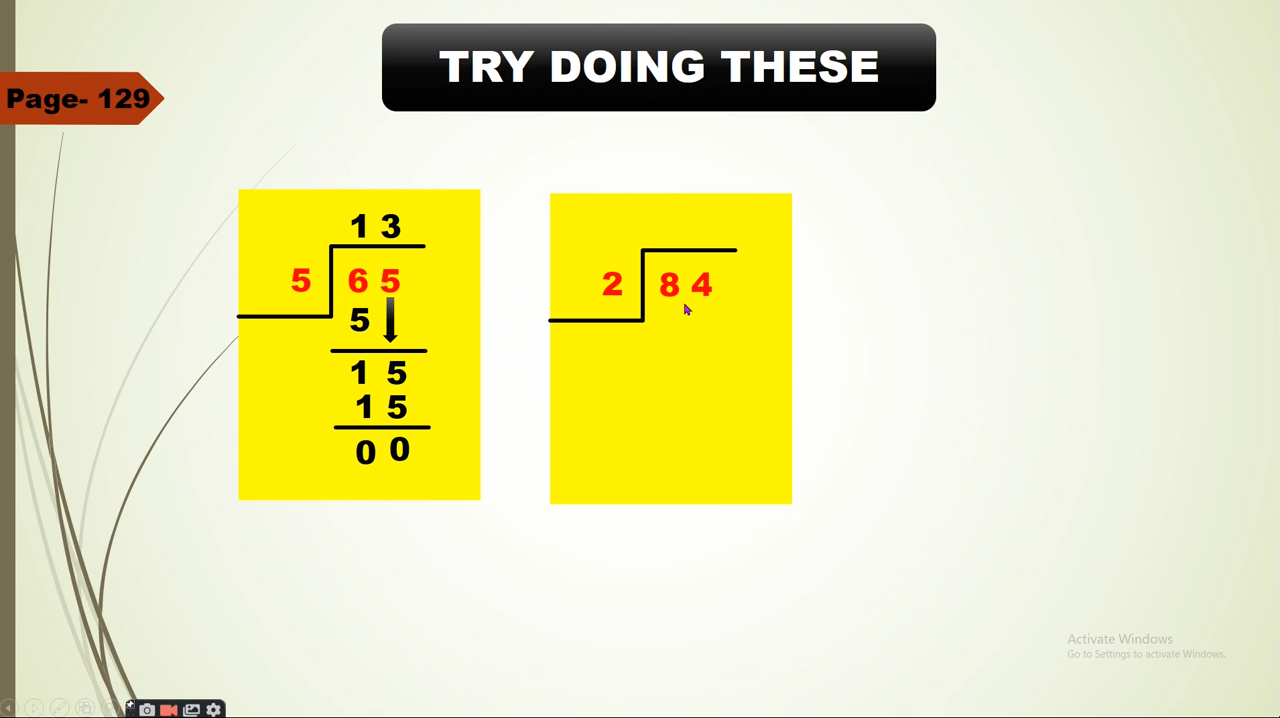 TRY DOING THESE
Page- 129
1 3
5 6 5
5
1 5
1 5
0 0
2 8 4
Activate Windows
Go to Settings to activate Windows.